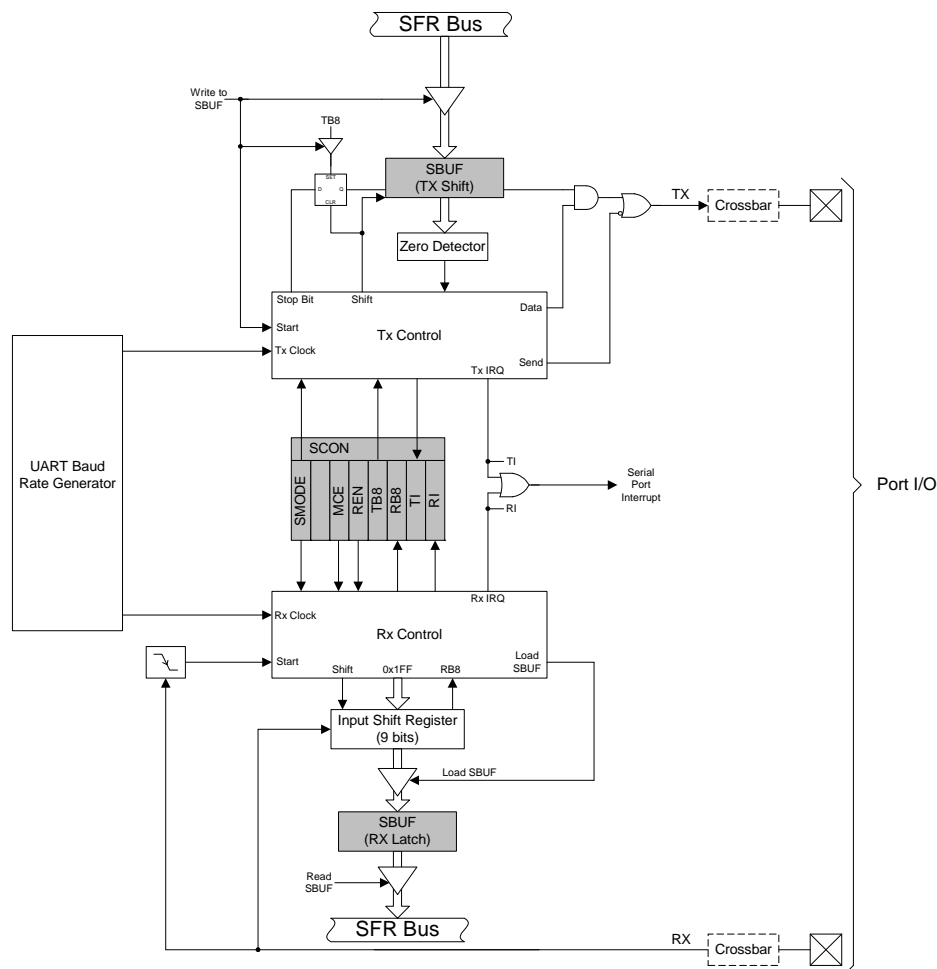 SFR Bus
Write to
SBUF
TB8
SBUF
(TX Shift)
SET
D
Q
CLR
TX
Crossbar
Zero Detector
Stop Bit
Shift
Data
Start
Tx Control
Tx Clock
Send
Tx IRQ
UART Baud
Rate Generator
SCON
SMODE
MCE
REN
TB8
RB8
TI
RI
TI
RI
Serial
Port
Interrupt
Port I/O
Rx IRQ
Rx Clock
Rx Control
Start
Load
SBUF
Shift
0x1FF
RB8
Input Shift Register
(9 bits)
Load SBUF
SBUF
(RX Latch)
Read
SBUF
SFR Bus
RX
Crossbar